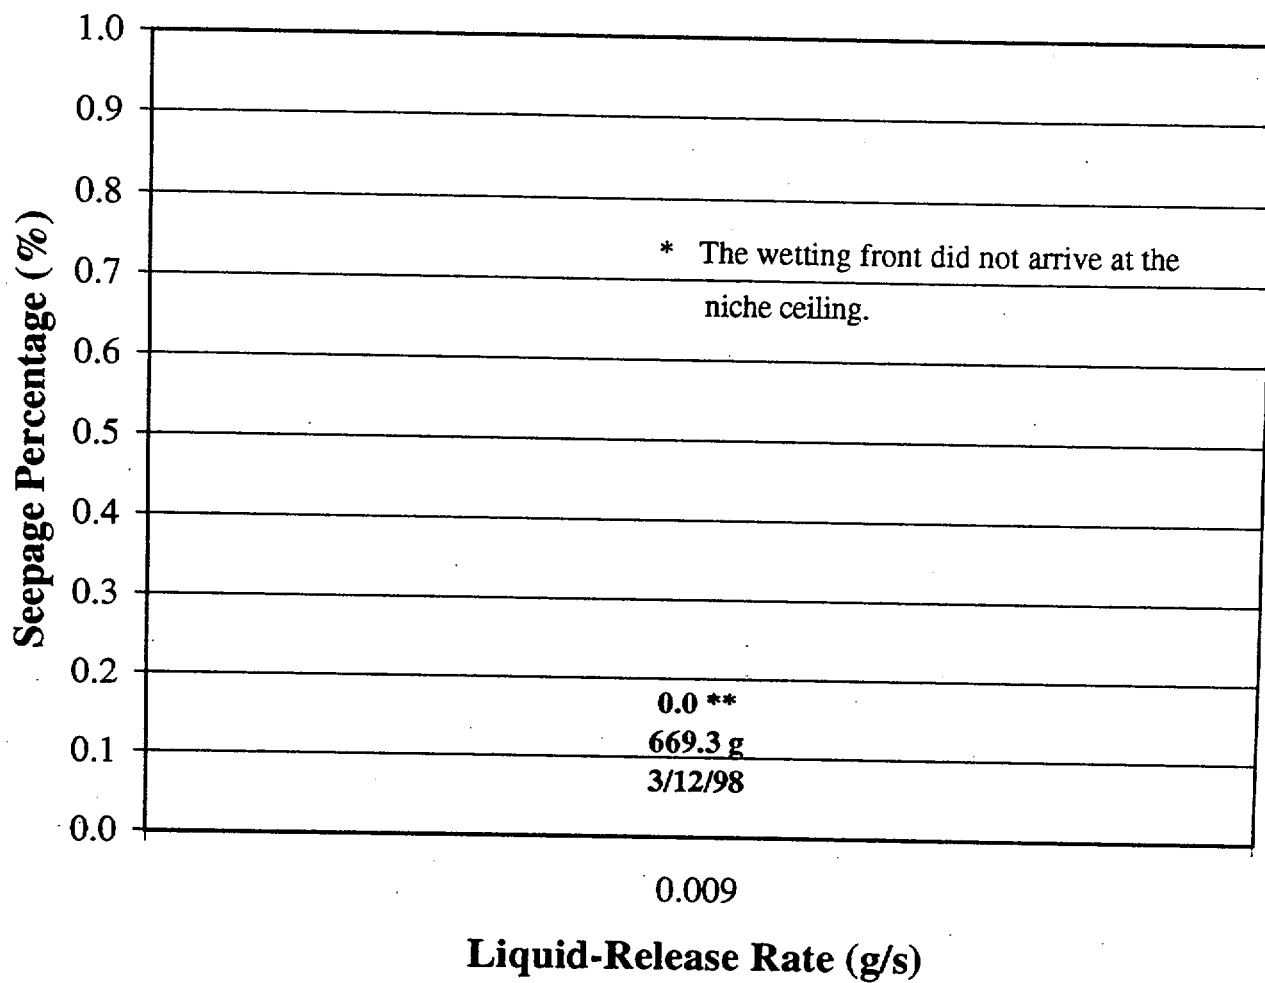 1.0
0.9
0.8
0.7
0.6
0.5
0.4
0.3
0.2
0.1
0.0
Seepage Percentage (%)
* The wetting front did not arrive at the
niche ceiling.
0.0 **
669.3 g
3/12/98
0.009
Liquid-Release Rate (g/s)